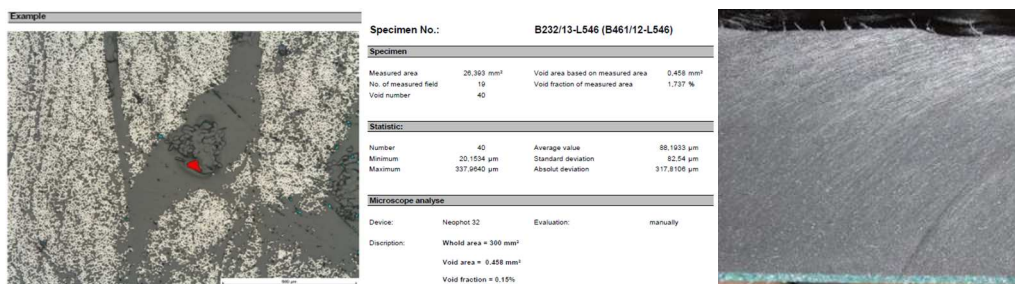 Example
Specimen No.: B232/13-L546 (B461/12-L546)
Specimen
Measured area 26,393 mm² Void area based on measured area 0,458 mm²
No. of measured field 19 Void fraction of measured area 1,737 %
Void number 40
Statistic:
Number 40 Average value 88,1933 µm
Minimum 20,1534 µm Standard deviation 82,54 µm
Maximum 337,9640 µm Absolut deviation 317,8106 µm
Microscope analyse
Device: Neophot 32 Evaluation: manually
Discription: Whold area = 300 mm²
Void area = 0,458 mm²
Void fraction = 0,15%